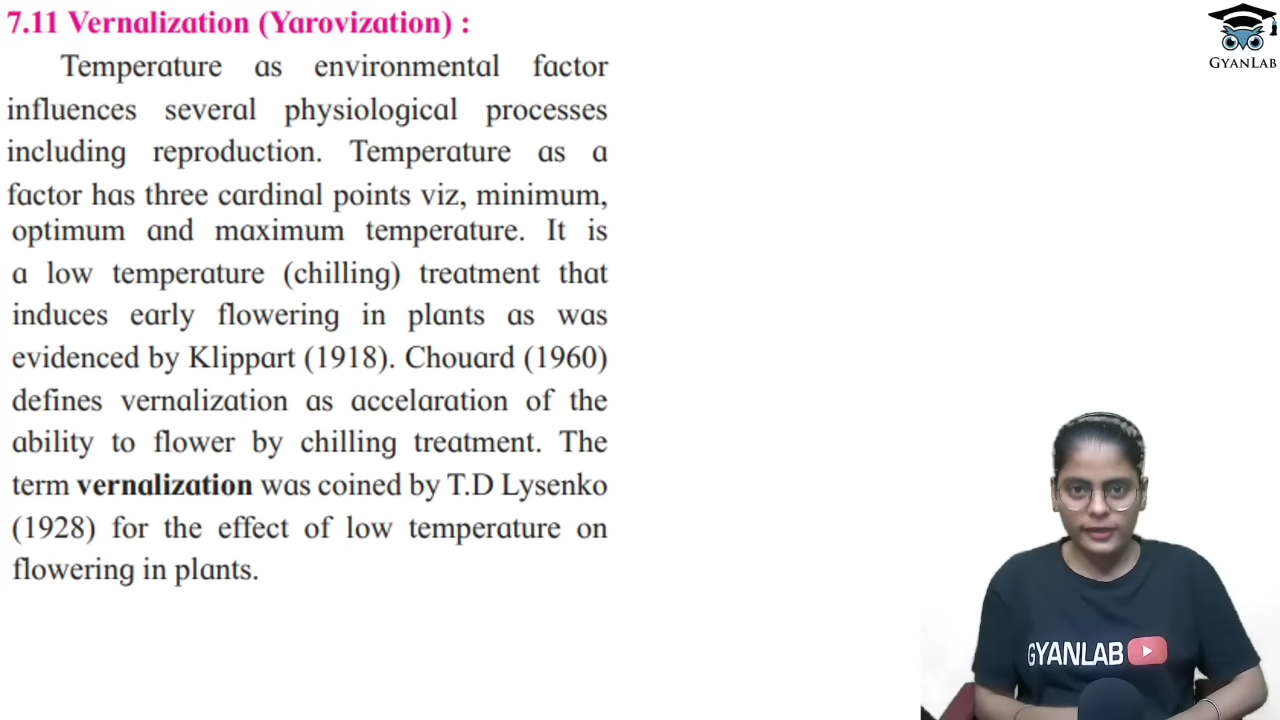 7.11 Vernalization (Yarovization) :
Temperature as environmental factor
influences several physiological processes
including reproduction. Temperature as a
factor has three cardinal points viz, minimum,
optimum and maximum temperature. It is
a low temperature (chilling) treatment that
induces early flowering in plants as was
evidenced by Klippart (1918). Chouard (1960)
defines vernalization as accelaration of the
ability to flower by chilling treatment. The
term vernalization was coined by T.D Lysenko
(1928) for the effect of low temperature on
flowering in plants.
GYANLAB
GYANLAB